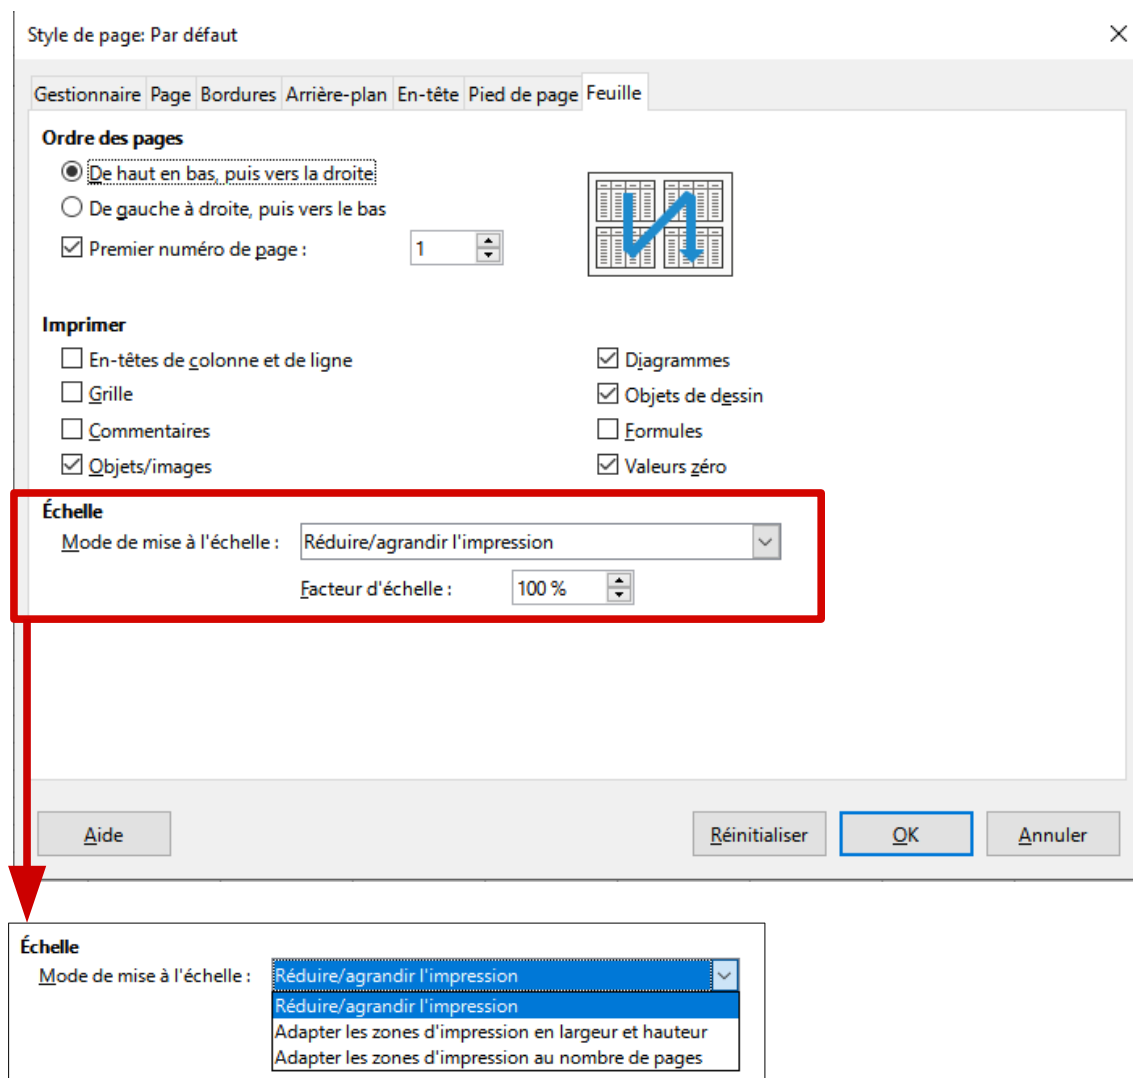 Style de page: Par défaut
Gestionnaire Page Bordures Arrière-plan En-tête Pied de page Feuille
Ordre des pages
De haut en bas, puis vers la droite
De gauche à droite, puis vers le bas
Premier numéro de page : 1
Imprimer
En-têtes de colonne et de ligne Diagrammes
Grille Objets de dessin
Commentaires Formules
Objets/images Valeurs zéro
Échelle
Mode de mise à l'échelle : Réduire/agrandir l'impression
Facteur d'échelle : 100 %
Aide Réinitialiser OK Annuler
Échelle
Mode de mise à l'échelle : Réduire/agrandir l'impression
Réduire/agrandir l'impression
Adapter les zones d'impression en largeur et hauteur
Adapter les zones d'impression au nombre de pages